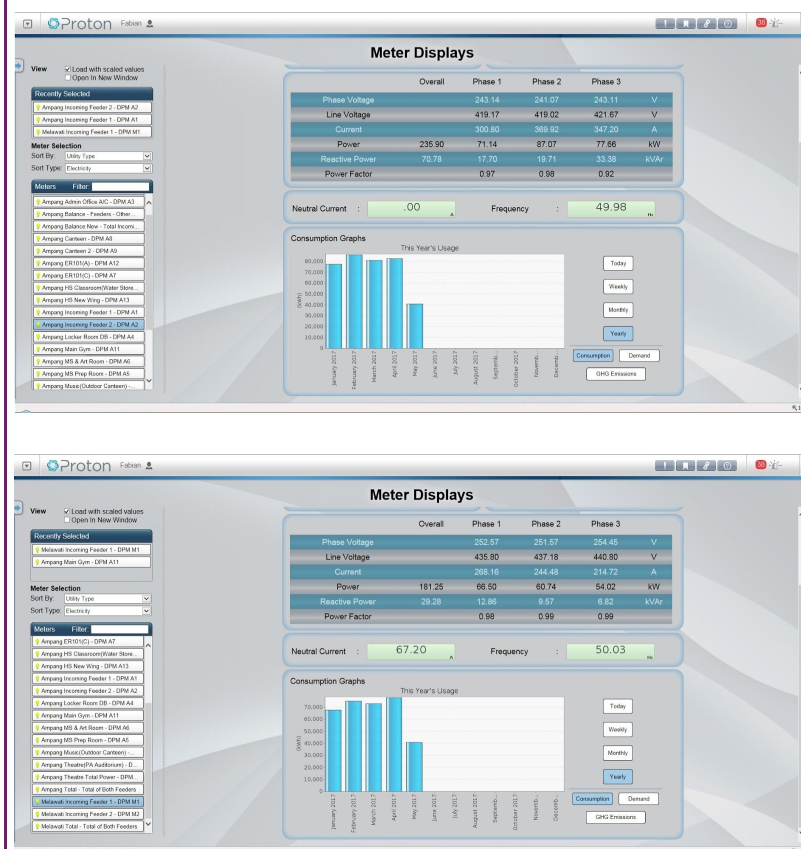 Proton Fabian
38
Meter Displays
View Load with scaled values
Open In New Window
Recently Selected
Ampang Incoming Feeder 2 - DPM A2
Ampang Incoming Feeder 1 - DPM A1
Melawati Incoming Feeder 1 - DPM M1
Meter Selection
Sort By: Utility Type
Sort Type: Electricity
Meters Filter:
Ampang Admin Office A/C - DPM A3
Ampang Balance - Feeders - Other...
Ampang Balance New - Total Incomi...
Ampang Canteen - DPM A8
Ampang Canteen 2 - DPM A9
Ampang ER101(A) - DPM A12
Ampang ER101(C) - DPM A7
Ampang HS Classroom(Water Store...
Ampang HS New Wing - DPM A13
Ampang Incoming Feeder 1 - DPM A1
Ampang Incoming Feeder 2 - DPM A2
Ampang Locker Room DB - DPM A4
Ampang Main Gym - DPM A11
Ampang MS & Art Room - DPM A6
Ampang MS Prep Room - DPM A5
Ampang Music(Outdoor Canteen) -...
Overall Phase 1 Phase 2 Phase 3
Phase Voltage 243.14 241.07 243.11 V
Line Voltage 419.17 419.02 421.67 V
Current 300.80 369.92 347.20 A
Power 235.90 71.14 87.07 77.66 kW
Reactive Power 70.78 17.70 19.71 33.38 kVAr
Power Factor 0.97 0.98 0.92
Neutral Current : .00 A Frequency : 49.98 Hz
Consumption Graphs
This Year's Usage
(kWh)
80,000
70,000
60,000
50,000
40,000
30,000
20,000
10,000
0
January 2017
February 2017
March 2017
April 2017
May 2017
June 2017
July 2017
August 2017
Septemb...
October 2017
Novemb...
Decemb...
Today
Weekly
Monthly
Yearly
Consumption Demand
GHG Emissions
Proton Fabian
38
Meter Displays
View Load with scaled values
Open In New Window
Recently Selected
Melawati Incoming Feeder 1 - DPM M1
Ampang Main Gym - DPM A11
Meter Selection
Sort By: Utility Type
Sort Type: Electricity
Meters Filter:
Ampang ER101(C) - DPM A7
Ampang HS Classroom(Water Store...
Ampang HS New Wing - DPM A13
Ampang Incoming Feeder 1 - DPM A1
Ampang Incoming Feeder 2 - DPM A2
Ampang Locker Room DB - DPM A4
Ampang Main Gym - DPM A11
Ampang MS & Art Room - DPM A6
Ampang MS Prep Room - DPM A5
Ampang Music(Outdoor Canteen) -...
Ampang Theatre(PA Auditorium) - D...
Ampang Theatre Total Power - DPM...
Ampang Total - Total of Both Feeders
Melawati Incoming Feeder 1 - DPM M1
Melawati Incoming Feeder 2 - DPM M2
Melawati Total - Total of Both Feeders
Overall Phase 1 Phase 2 Phase 3
Phase Voltage 252.57 251.57 254.45 V
Line Voltage 435.80 437.18 440.80 V
Current 268.16 244.48 214.72 A
Power 181.25 66.50 60.74 54.02 kW
Reactive Power 29.28 12.86 9.57 6.82 kVAr
Power Factor 0.98 0.99 0.99
Neutral Current : 67.20 A Frequency : 50.03 Hz
Consumption Graphs
This Year's Usage
(kWh)
70,000
60,000
50,000
40,000
30,000
20,000
10,000
0
January 2017
February 2017
March 2017
April 2017
May 2017
June 2017
July 2017
August 2017
Septemb...
October 2017
Novemb...
Decemb...
Today
Weekly
Monthly
Yearly
Consumption Demand
GHG Emissions